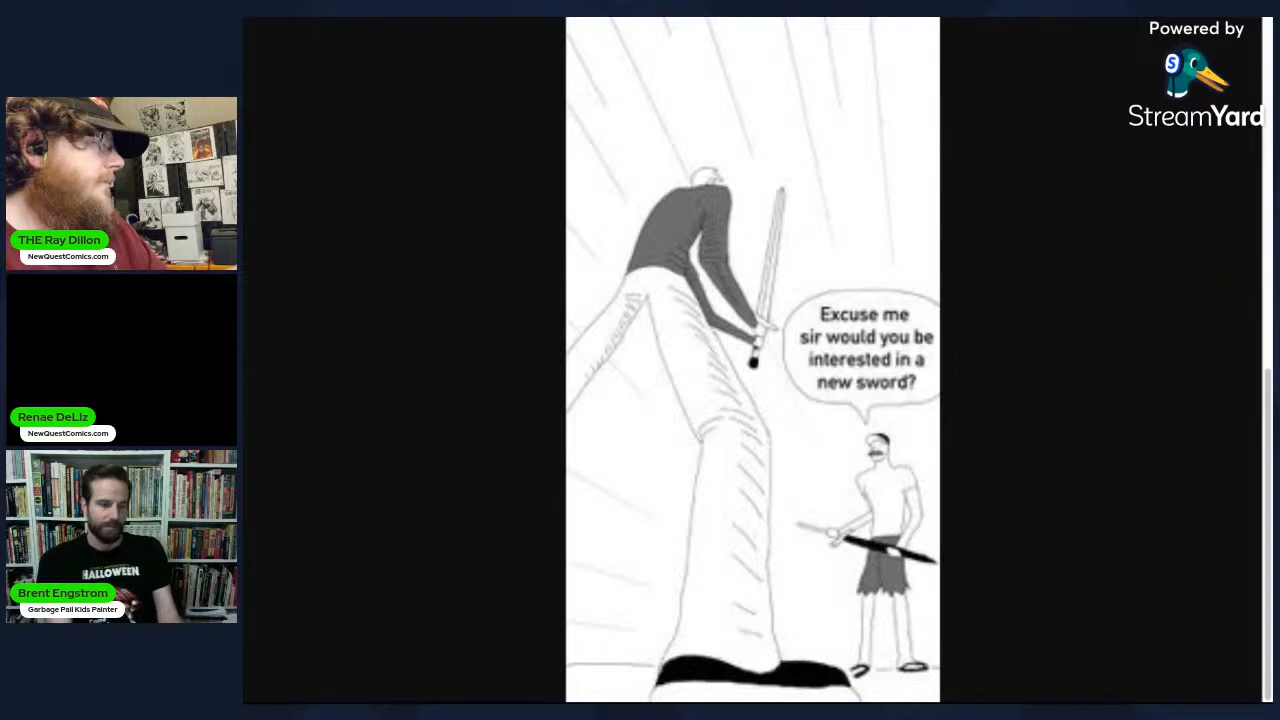 Powered by
StreamYard
THE Ray Dillon
NewQuestComics.com
Renae DeLiz
NewQuestComics.com
HALLOWEEN
Brent Engstrom
Garbage Pail Kids Painter
Excuse me
sir would you be
interested in a
new sword?